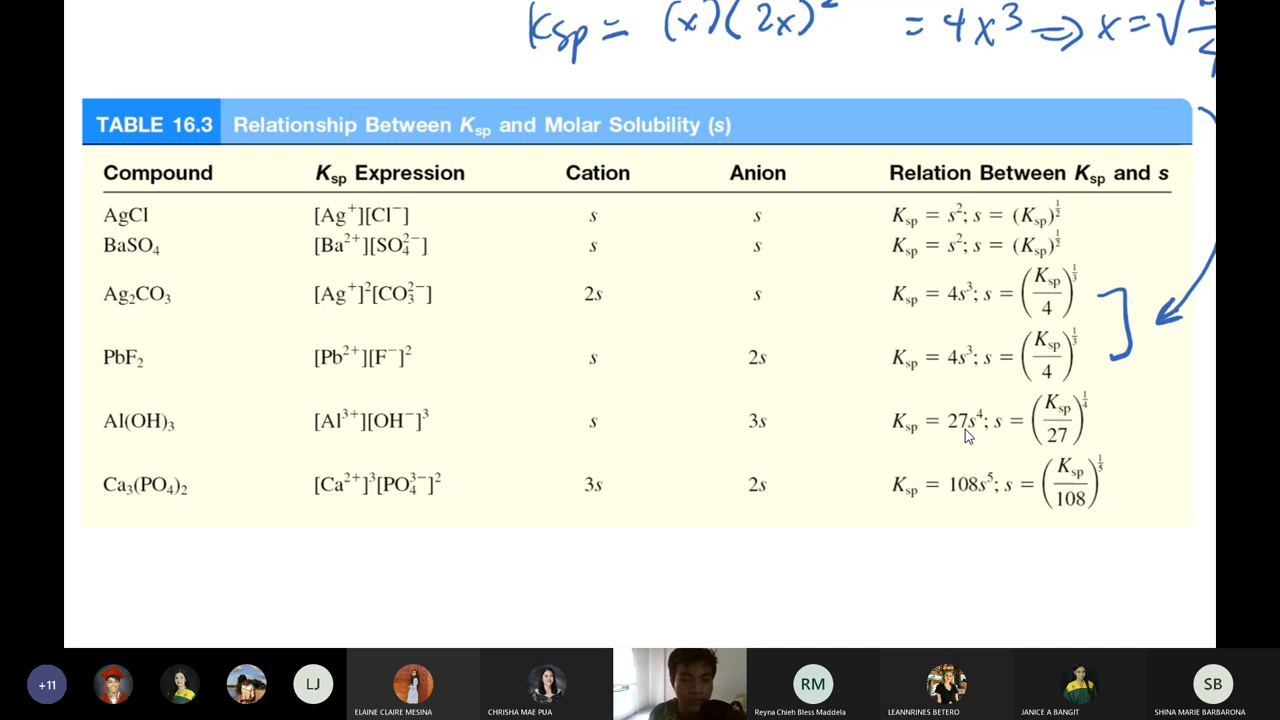 Ksp = (x)(2x)² = 4x³ ⇒ x = √
TABLE 16.3 Relationship Between Ksp and Molar Solubility (s)
Compound Ksp Expression Cation Anion Relation Between Ksp and s
AgCl [Ag⁺][Cl⁻] s s Ksp = s²; s = (Ksp)^½
BaSO₄ [Ba²⁺][SO₄²⁻] s s Ksp = s²; s = (Ksp)^½
Ag₂CO₃ [Ag⁺]²[CO₃²⁻] 2s s Ksp = 4s³; s = (Ksp/4)^⅓
PbF₂ [Pb²⁺][F⁻]² s 2s Ksp = 4s³; s = (Ksp/4)^⅓
Al(OH)₃ [Al³⁺][OH⁻]³ s 3s Ksp = 27s⁴; s = (Ksp/27)^¼
Ca₃(PO₄)₂ [Ca²⁺]³[PO₄³⁻]² 3s 2s Ksp = 108s⁵; s = (Ksp/108)^⅕
+11 LJ RM SB
ELAINE CLAIRE MESINA CHRISHA MAE PUA Reyna Chieh Bless Maddela LEANNRINES BETERO JANICE A BANGIT SHINA MARIE BARBARONA